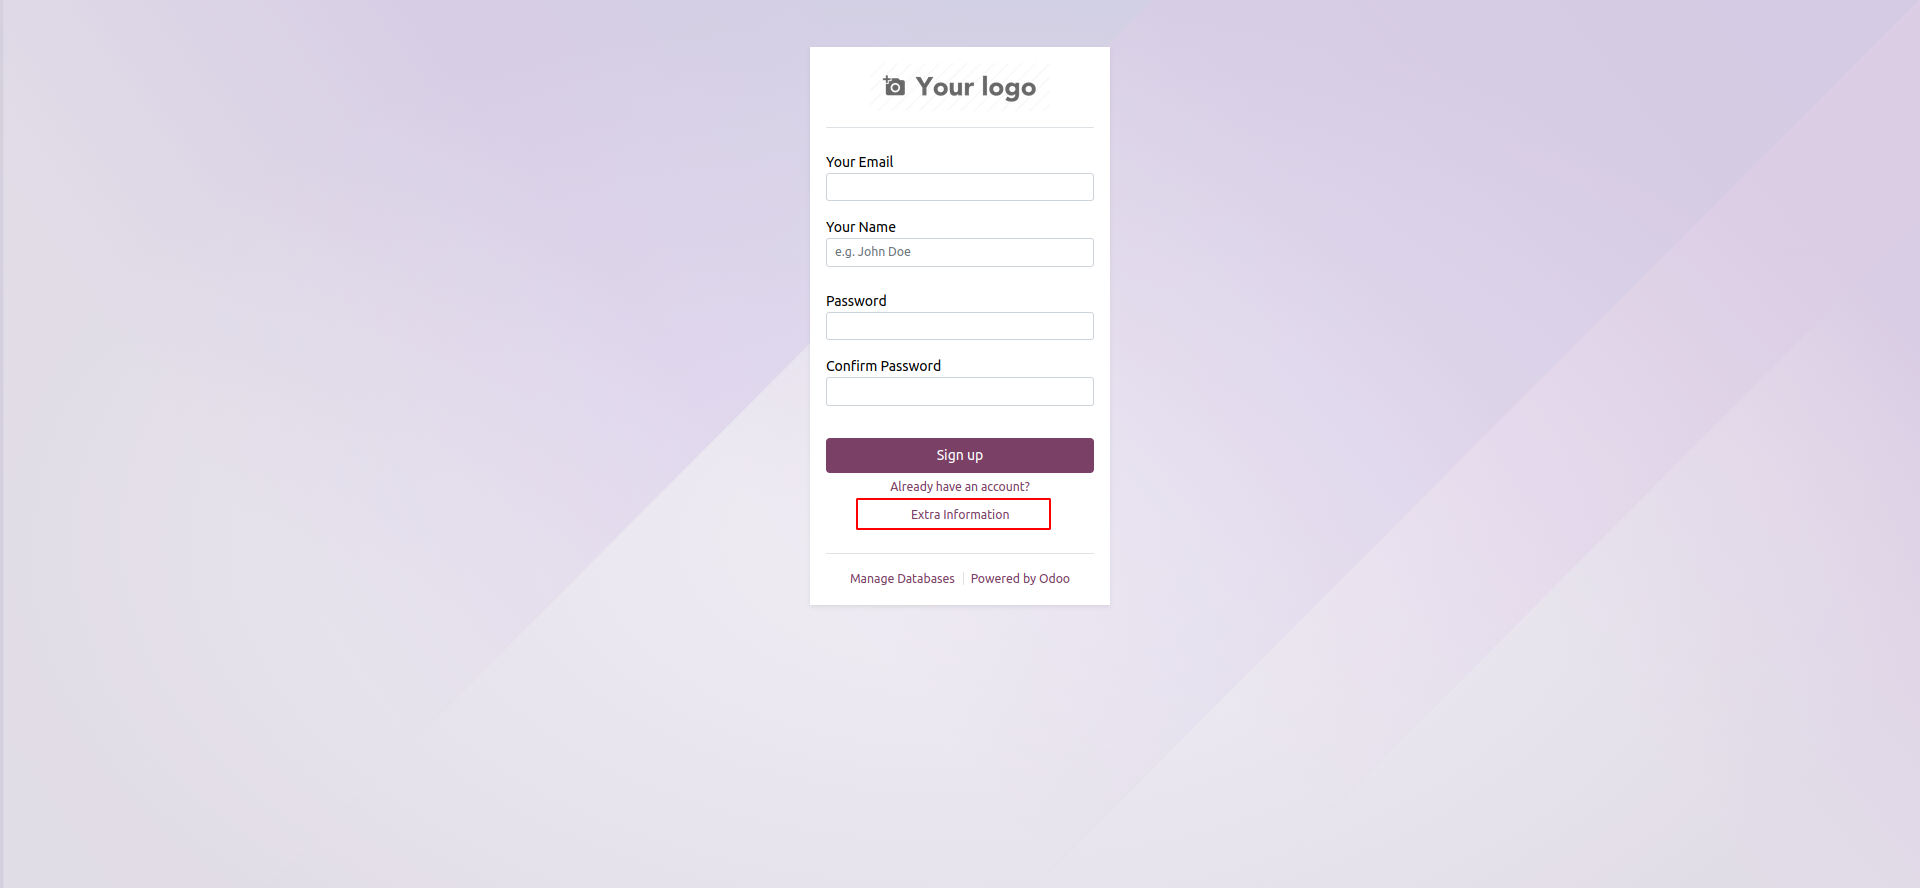 Your logo
Your Email
Your Name
e.g. John Doe
Password
Confirm Password
Sign up
Already have an account?
Extra Information
Manage Databases | Powered by Odoo